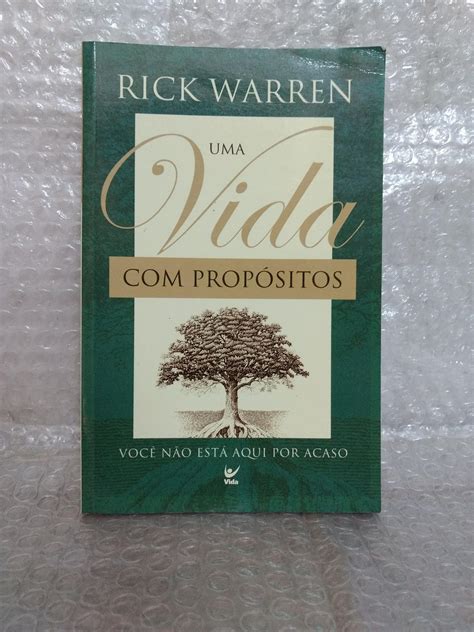 RICK WARREN
UMA
Vida
COM PROPÓSITOS
VOCÊ NÃO ESTÁ AQUI POR ACASO
Vida